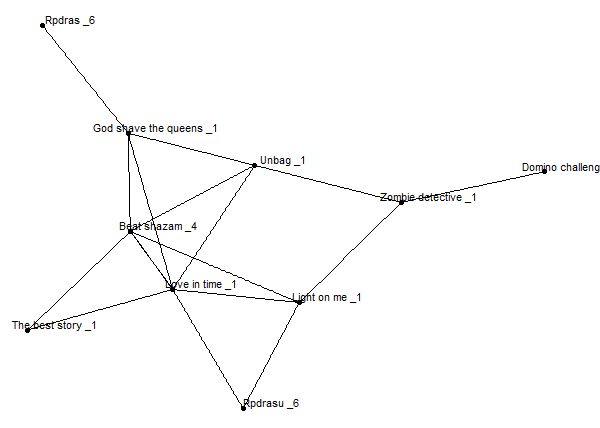 Rpdras _6
God shave the queens _1
Unbag _1
Domino challeng
Zombie detective _1
Beat shazam _4
Love in time _1
Light on me _1
The best story _1
Rpdrasu _6